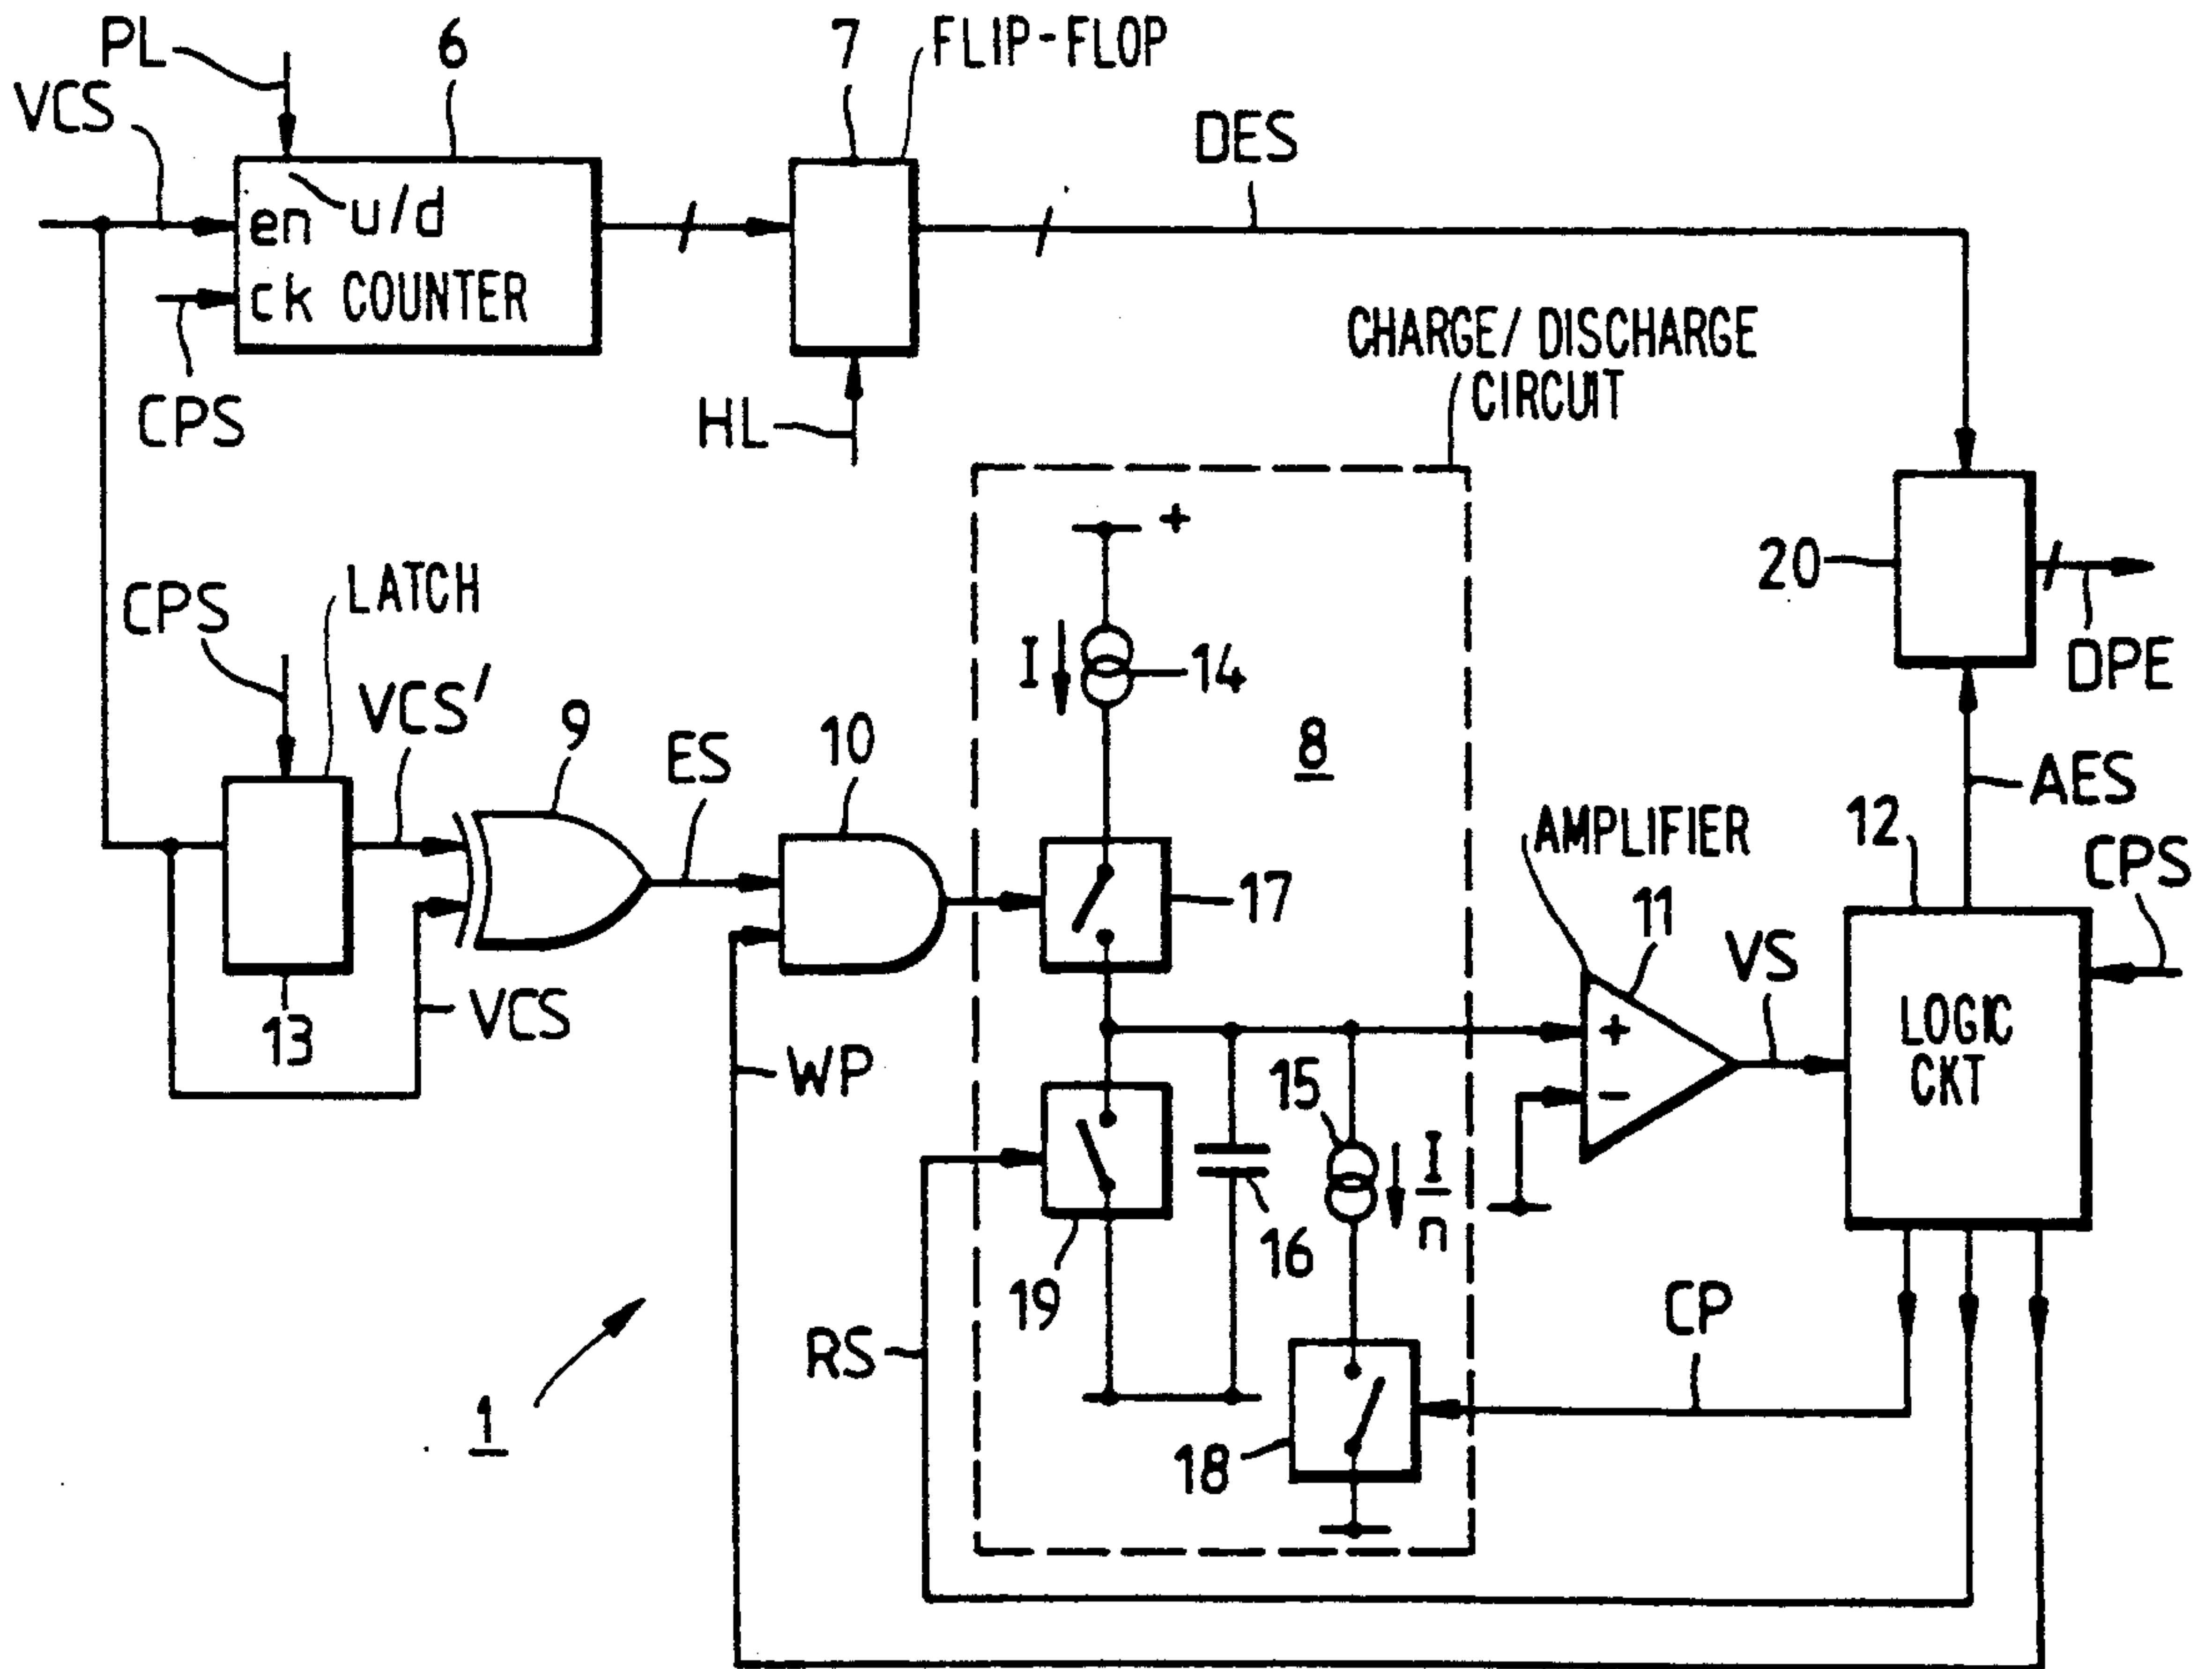 PL
6
7
FLIP-FLOP
VCS
DES
en u/d
ck COUNTER
CPS
HL
CHARGE/DISCHARGE
CIRCUIT
+
20
DPE
CPS
LATCH
VCS'
9
ES
10
I
14
8
AMPLIFIER
11
12
AES
CPS
17
VS
LOGIC
CKT
13
VCS
WP
+
-
15
I
n
16
19
RS
CP
18
1